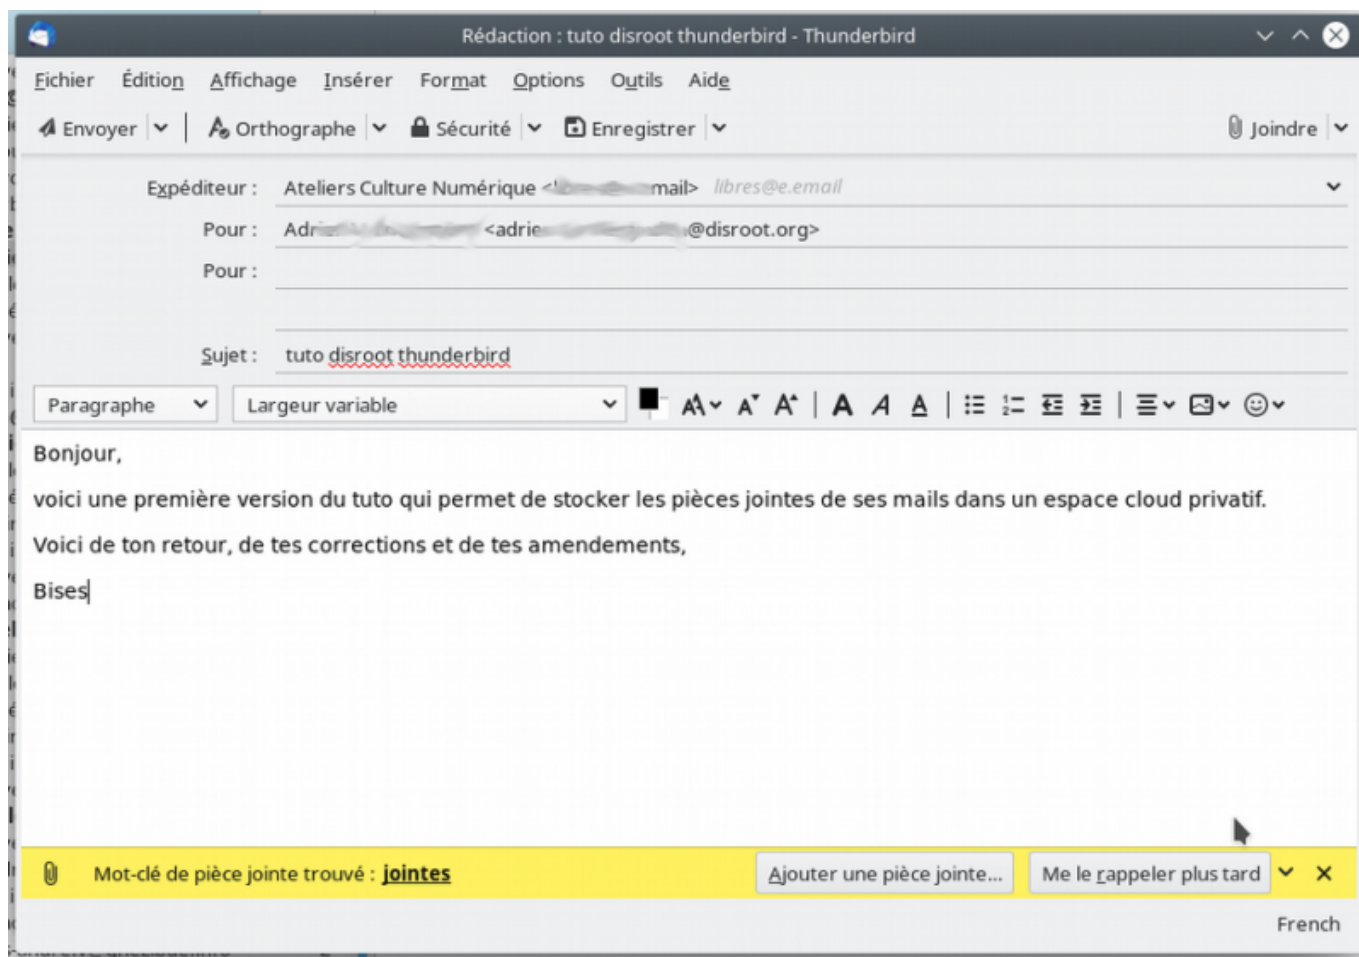 Rédaction : tuto disroot thunderbird - Thunderbird
Fichier Édition Affichage Insérer Format Options Outils Aide
Envoyer Orthographe Sécurité Enregistrer Joindre
Expéditeur : Ateliers Culture Numérique < mail> libres@e.email
Pour : Adri <adrie @disroot.org>
Pour :
Sujet : tuto disroot thunderbird
Paragraphe Largeur variable
Bonjour,
voici une première version du tuto qui permet de stocker les pièces jointes de ses mails dans un espace cloud privatif.
Voici de ton retour, de tes corrections et de tes amendements,
Bises
Mot-clé de pièce jointe trouvé : jointes Ajouter une pièce jointe... Me le rappeler plus tard
French